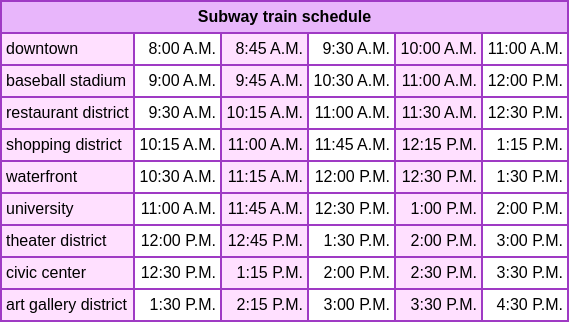 Subway train schedule
downtown 8:00 A.M. 8:45 A.M. 9:30 A.M. 10:00 A.M. 11:00 A.M.
baseball stadium 9:00 A.M. 9:45 A.M. 10:30 A.M. 11:00 A.M. 12:00 P.M.
restaurant district 9:30 A.M. 10:15 A.M. 11:00 A.M. 11:30 A.M. 12:30 P.M.
shopping district 10:15 A.M. 11:00 A.M. 11:45 A.M. 12:15 P.M. 1:15 P.M.
waterfront 10:30 A.M. 11:15 A.M. 12:00 P.M. 12:30 P.M. 1:30 P.M.
university 11:00 A.M. 11:45 A.M. 12:30 P.M. 1:00 P.M. 2:00 P.M.
theater district 12:00 P.M. 12:45 P.M. 1:30 P.M. 2:00 P.M. 3:00 P.M.
civic center 12:30 P.M. 1:15 P.M. 2:00 P.M. 2:30 P.M. 3:30 P.M.
art gallery district 1:30 P.M. 2:15 P.M. 3:00 P.M. 3:30 P.M. 4:30 P.M.